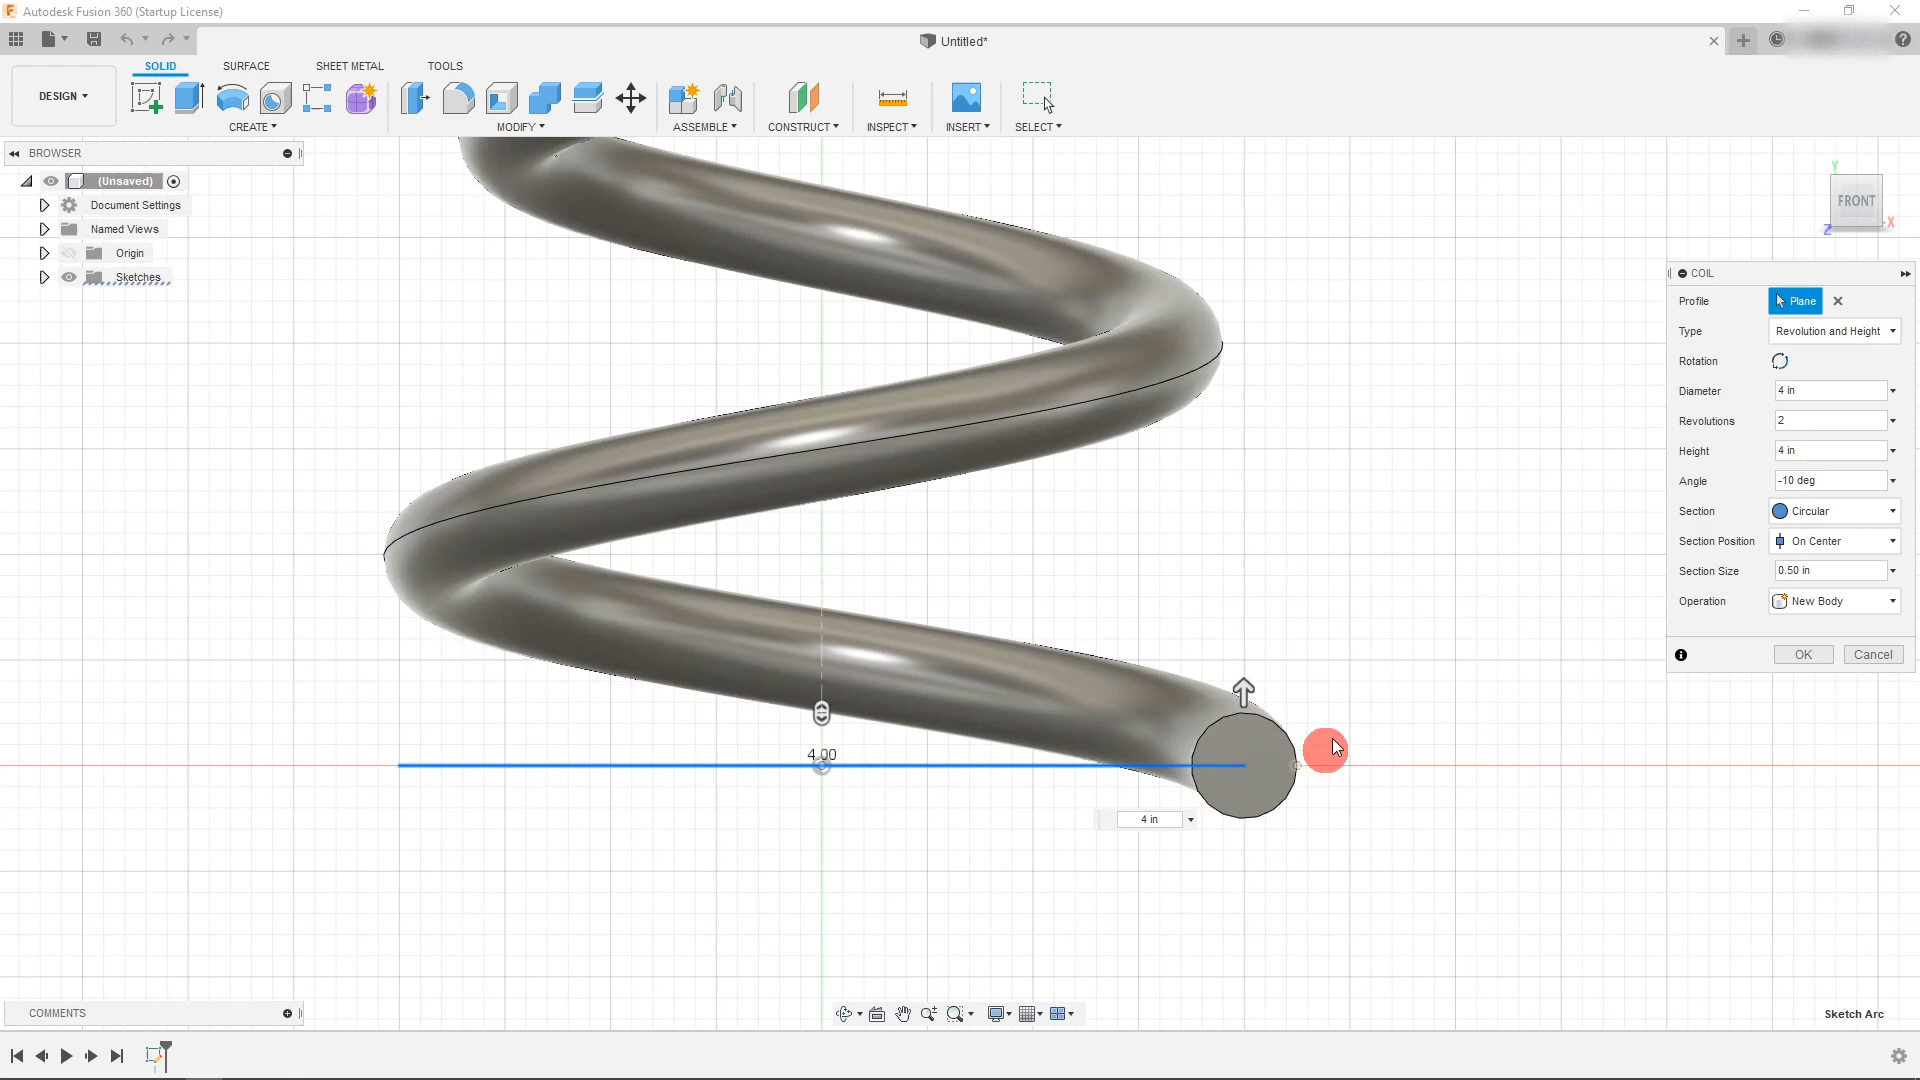 Autodesk Fusion 360 (Startup License)
Untitled*
SOLID SURFACE SHEET METAL TOOLS
DESIGN
CREATE MODIFY ASSEMBLE CONSTRUCT INSPECT INSERT SELECT
BROWSER
(Unsaved)
Document Settings
Named Views
Origin
Sketches
Y
FRONT
X
Z
COIL
Profile Plane
Type Revolution and Height
Rotation
Diameter 4 in
Revolutions 2
Height 4 in
Angle -10 deg
Section Circular
Section Position On Center
Section Size 0.50 in
Operation New Body
OK Cancel
4.00
4 in
COMMENTS
Sketch Arc